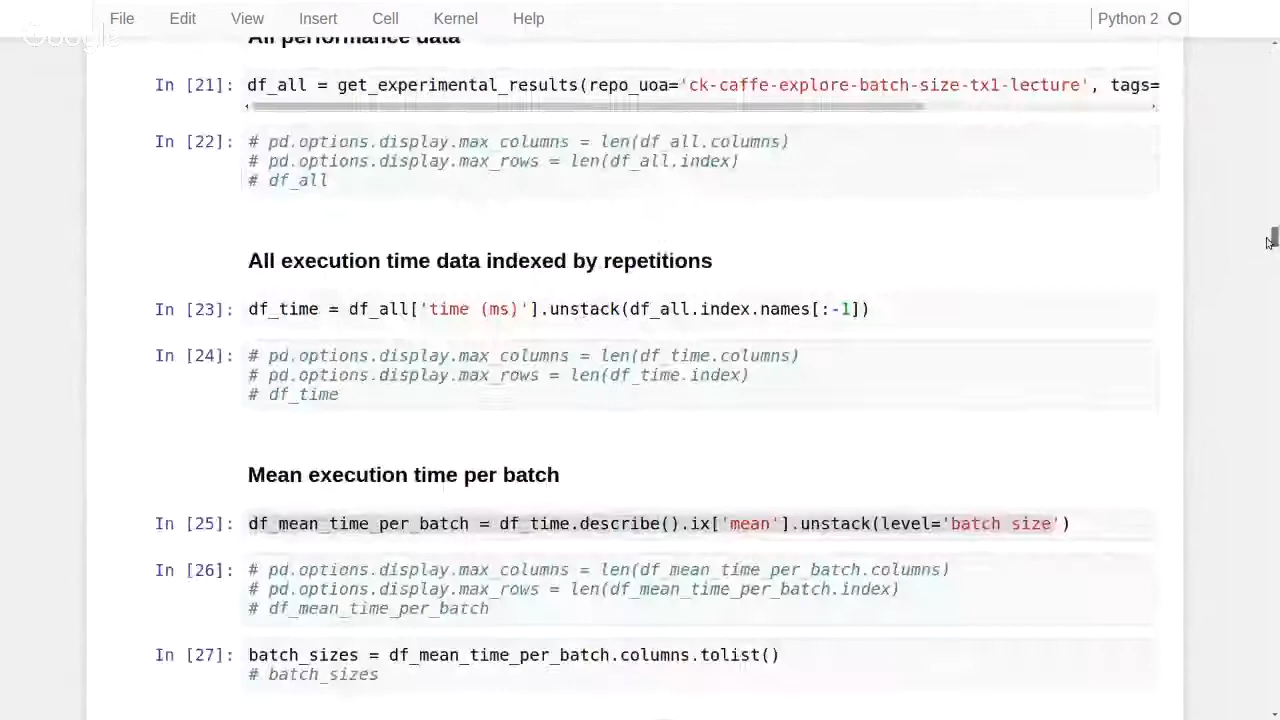 File Edit View Insert Cell Kernel Help Python 2
Google
All performance data
In [21]: df_all = get_experimental_results(repo_uoa='ck-caffe-explore-batch-size-tx1-lecture', tags=
In [22]: # pd.options.display.max_columns = len(df_all.columns)
# pd.options.display.max_rows = len(df_all.index)
# df_all
All execution time data indexed by repetitions
In [23]: df_time = df_all['time (ms)'].unstack(df_all.index.names[:-1])
In [24]: # pd.options.display.max_columns = len(df_time.columns)
# pd.options.display.max_rows = len(df_time.index)
# df_time
Mean execution time per batch
In [25]: df_mean_time_per_batch = df_time.describe().ix['mean'].unstack(level='batch size')
In [26]: # pd.options.display.max_columns = len(df_mean_time_per_batch.columns)
# pd.options.display.max_rows = len(df_mean_time_per_batch.index)
# df_mean_time_per_batch
In [27]: batch_sizes = df_mean_time_per_batch.columns.tolist()
# batch_sizes